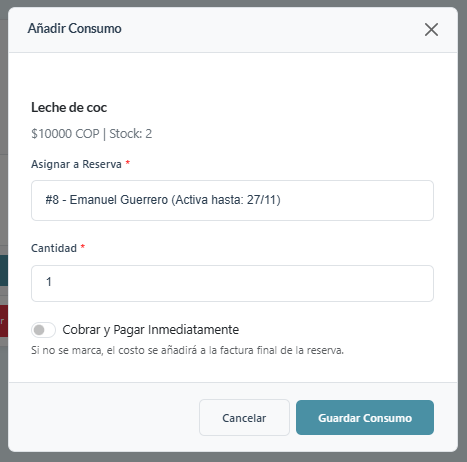 Añadir Consumo
Leche de coc
$10000 COP | Stock: 2
Asignar a Reserva *
#8 - Emanuel Guerrero (Activa hasta: 27/11)
Cantidad *
1
Cobrar y Pagar Inmediatamente
Si no se marca, el costo se añadirá a la factura final de la reserva.
Cancelar
Guardar Consumo